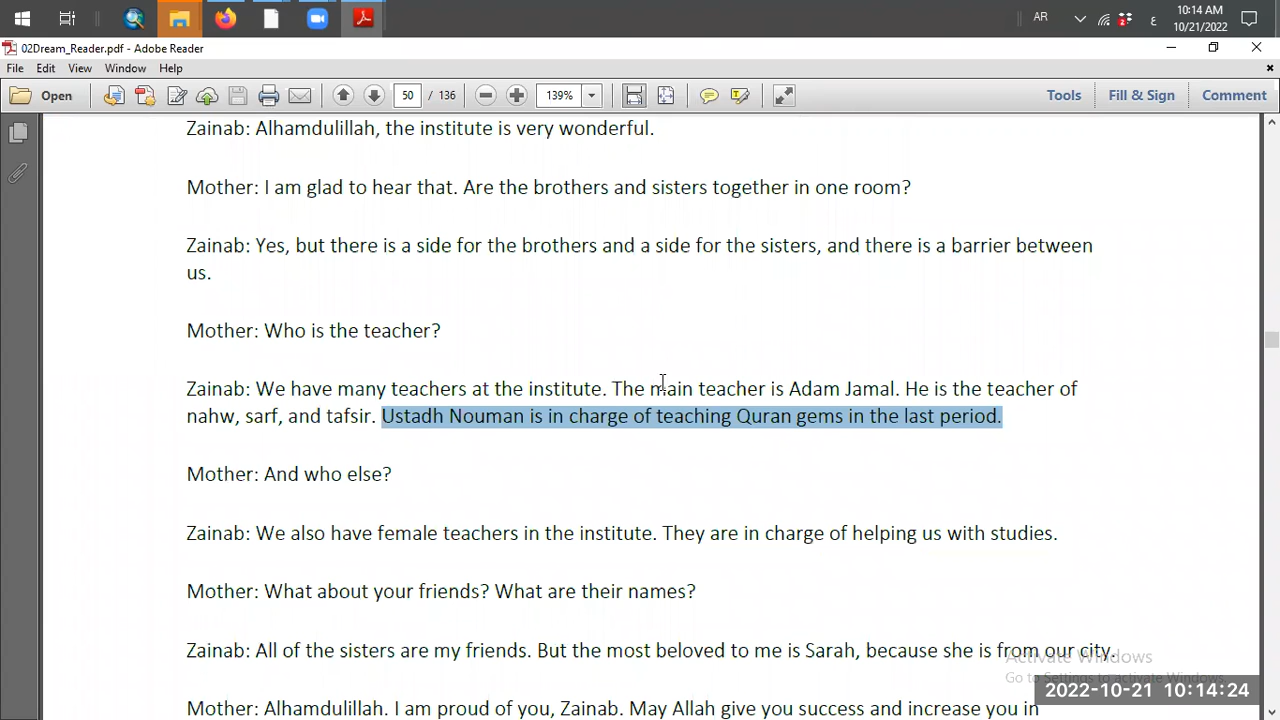 AR
ع
10:14 AM
10/21/2022
02Dream_Reader.pdf - Adobe Reader
File Edit View Window Help
Open 50 / 136 139% Tools Fill & Sign Comment
Zainab: Alhamdulillah, the institute is very wonderful.
Mother: I am glad to hear that. Are the brothers and sisters together in one room?
Zainab: Yes, but there is a side for the brothers and a side for the sisters, and there is a barrier between
us.
Mother: Who is the teacher?
Zainab: We have many teachers at the institute. The main teacher is Adam Jamal. He is the teacher of
nahw, sarf, and tafsir. Ustadh Nouman is in charge of teaching Quran gems in the last period.
Mother: And who else?
Zainab: We also have female teachers in the institute. They are in charge of helping us with studies.
Mother: What about your friends? What are their names?
Zainab: All of the sisters are my friends. But the most beloved to me is Sarah, because she is from our city.
Activate Windows
Go to Settings to activate Windows.
2022-10-21 10:14:24
Mother: Alhamdulillah. I am proud of you, Zainab. May Allah give you success and increase you in